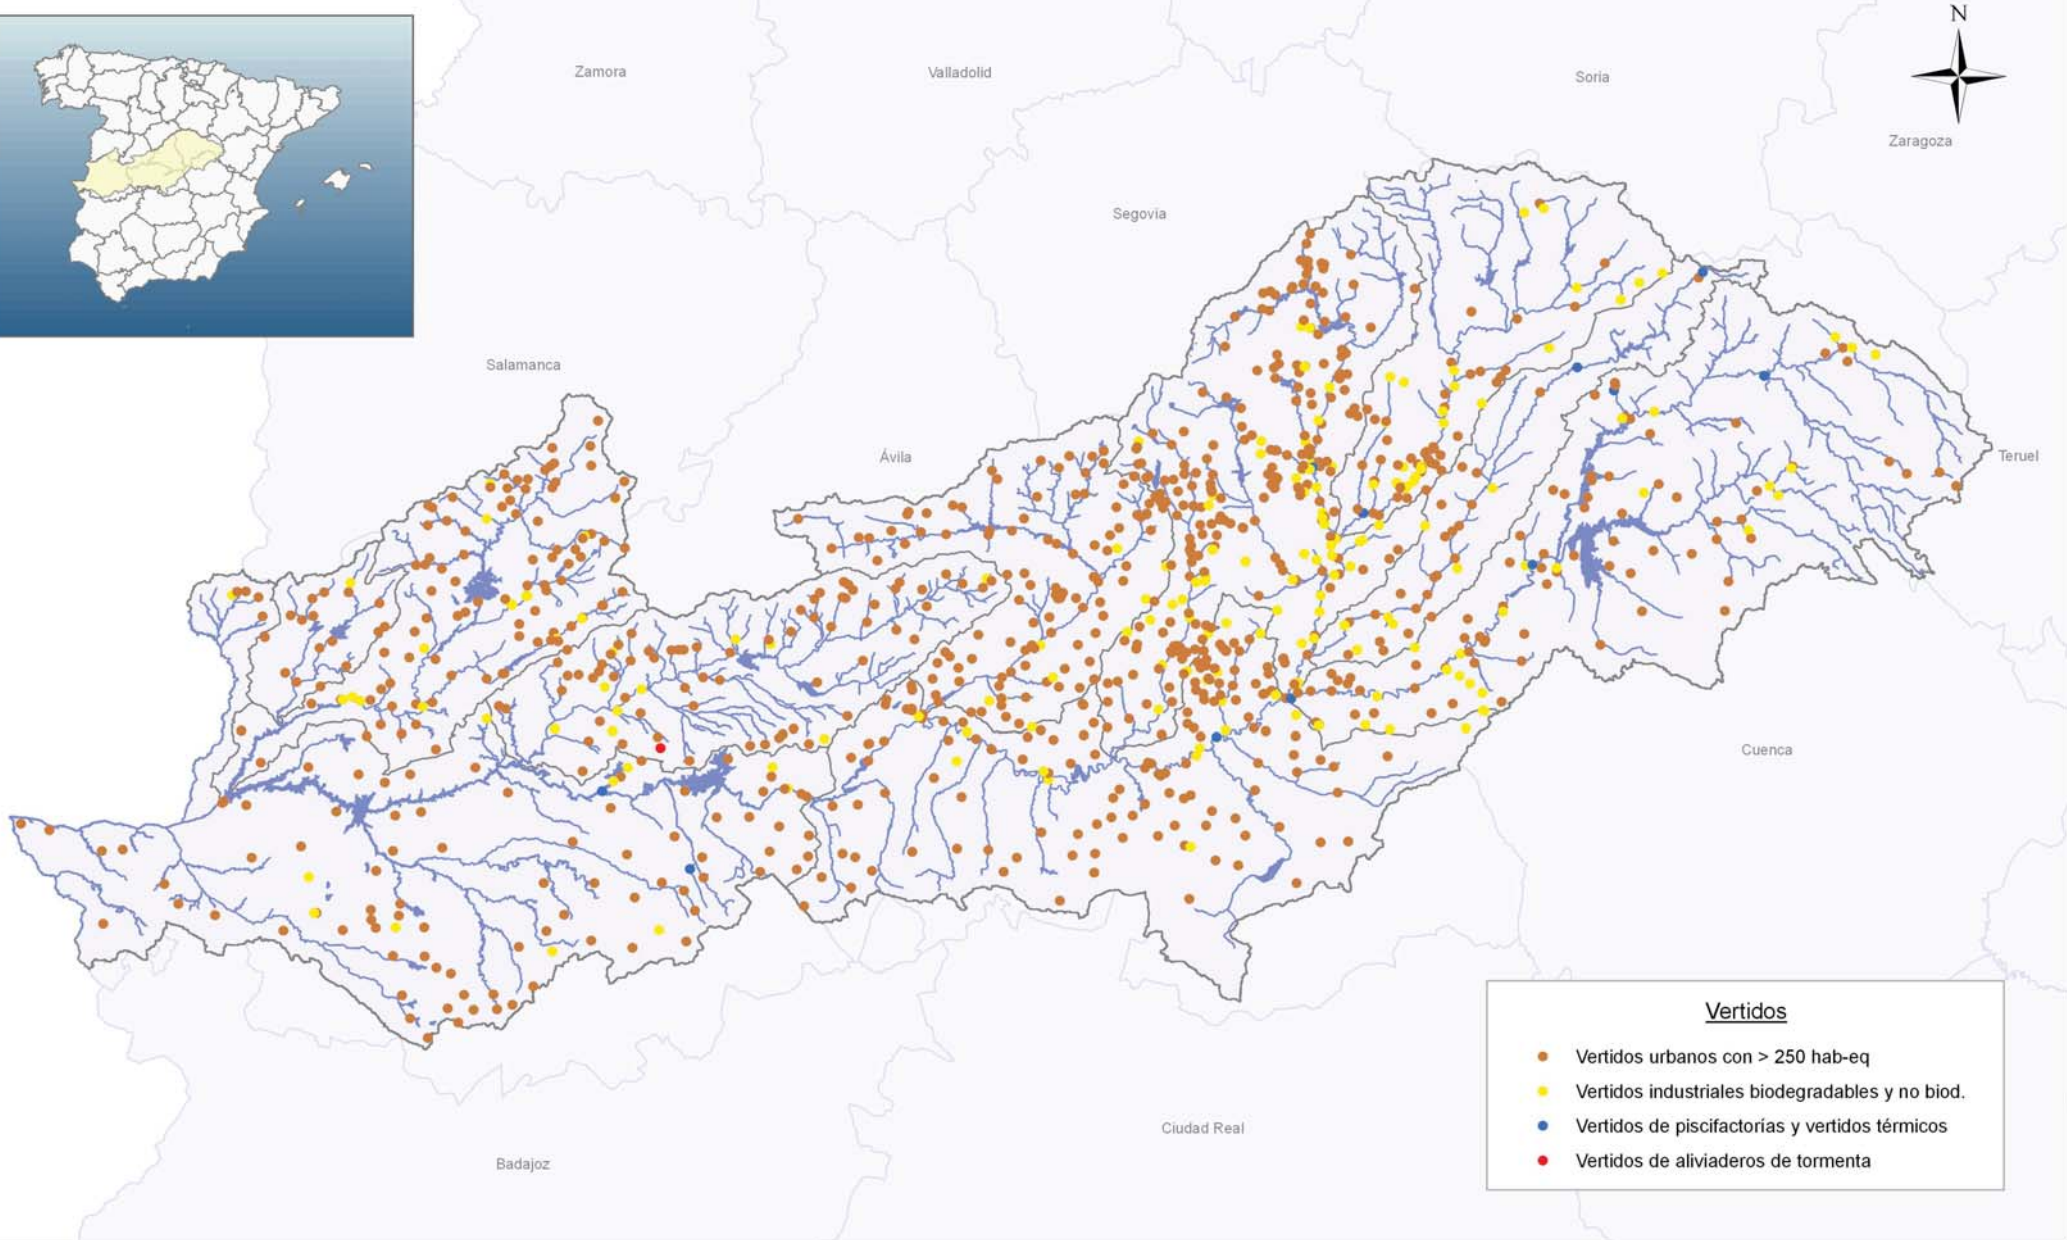 N
Zamora
Valladolid
Soria
Zaragoza
Segovia
Salamanca
Ávila
Teruel
Cuenca
Ciudad Real
Badajoz
Vertidos
Vertidos urbanos con > 250 hab-eq
Vertidos industriales biodegradables y no biod.
Vertidos de piscifactorías y vertidos térmicos
Vertidos de aliviaderos de tormenta